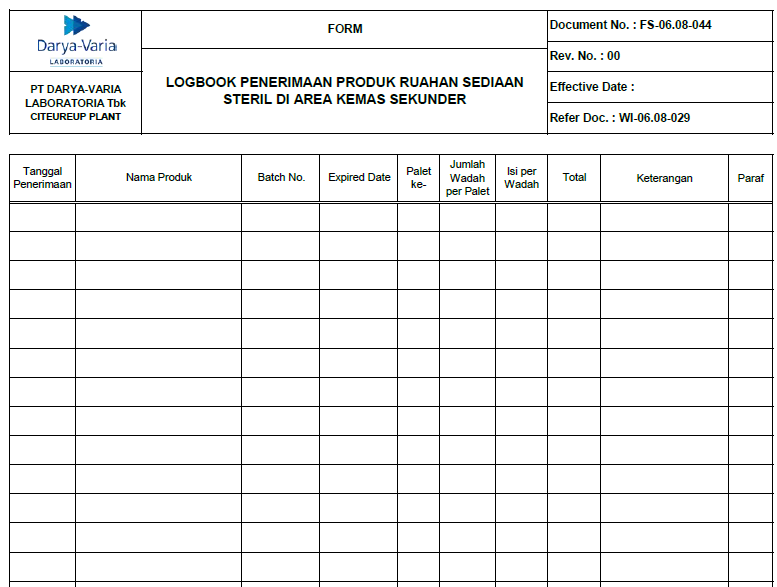 Darya-Varia
LABORATORIA
PT DARYA-VARIA
LABORATORIA Tbk
CITEUREUP PLANT
FORM
LOGBOOK PENERIMAAN PRODUK RUAHAN SEDIAAN
STERIL DI AREA KEMAS SEKUNDER
Document No. : FS-06.08-044
Rev. No. : 00
Effective Date :
Refer Doc. : WI-06.08-029
Tanggal
Penerimaan
Nama Produk
Batch No.
Expired Date
Palet
ke-
Jumlah
Wadah
per Palet
Isi per
Wadah
Total
Keterangan
Paraf